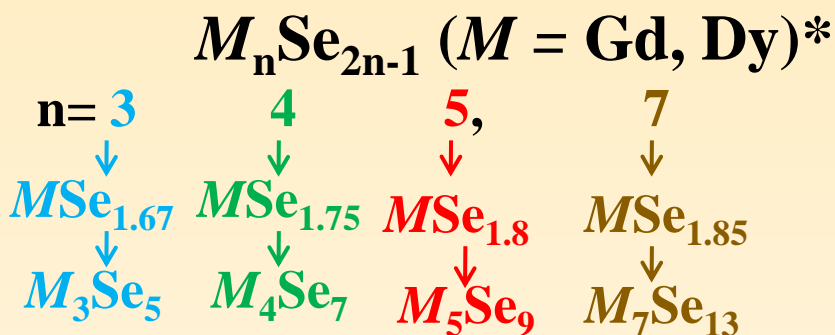 MₙSe₂ₙ₋₁ (M = Gd, Dy)*
n= 3 4 5, 7
MSe₁.₆₇ MSe₁.₇₅ MSe₁.₈ MSe₁.₈₅
M₃Se₅ M₄Se₇ M₅Se₉ M₇Se₁₃